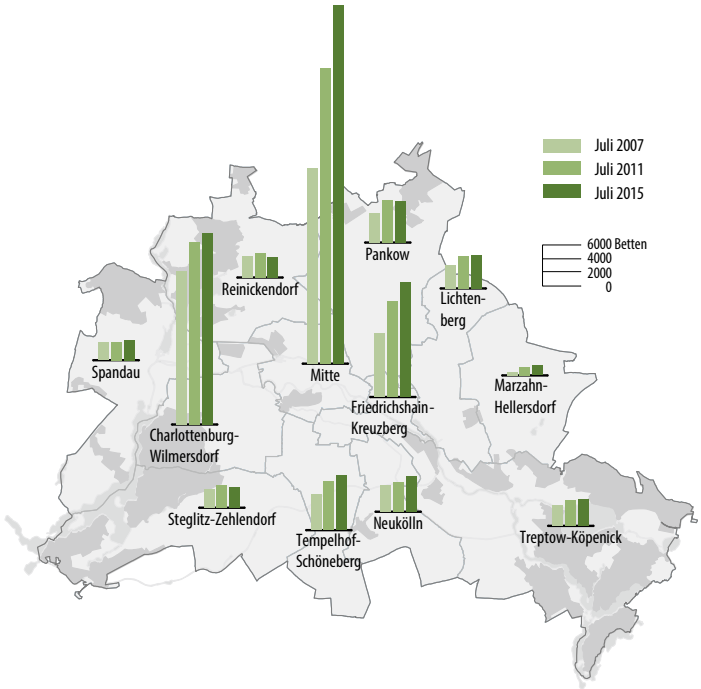 Juli 2007
Juli 2011
Juli 2015
6000 Betten
4000
2000
0
Pankow
Reinickendorf
Lichten-
berg
Spandau
Mitte
Marzahn-
Hellersdorf
Friedrichshain-
Kreuzberg
Charlottenburg-
Wilmersdorf
Steglitz-Zehlendorf
Neukölln
Tempelhof-
Schöneberg
Treptow-Köpenick